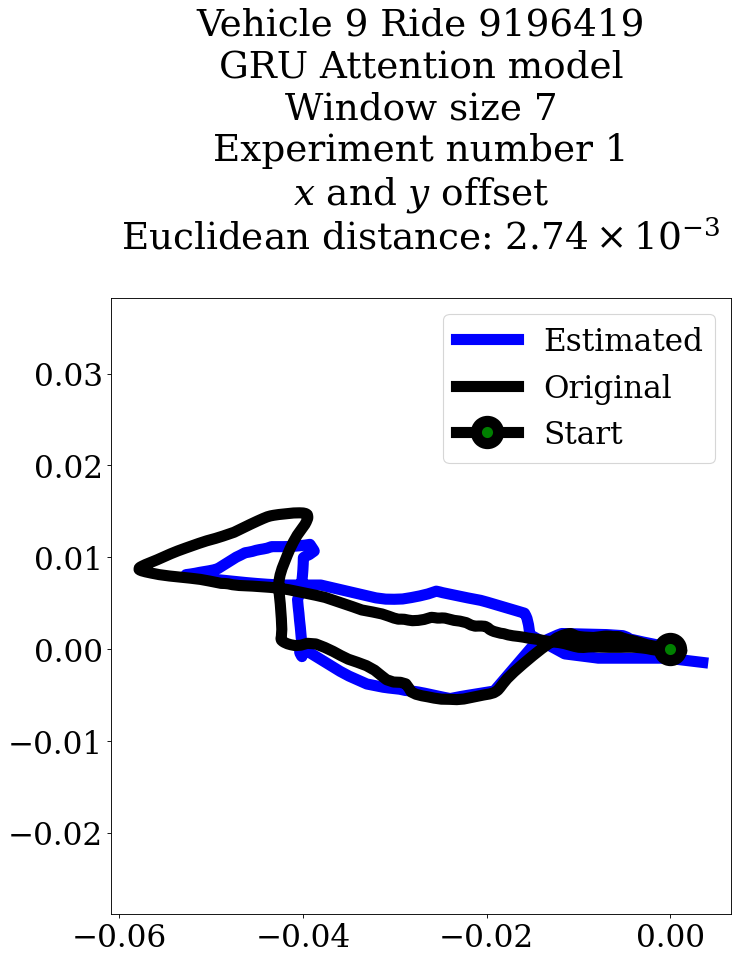 Vehicle 9 Ride 9196419
GRU Attention model
Window size 7
Experiment number 1
x and y offset
Euclidean distance: 2.74 × 10⁻³
Estimated
Original
Start
0.03
0.02
0.01
0.00
−0.01
−0.02
−0.06 −0.04 −0.02 0.00